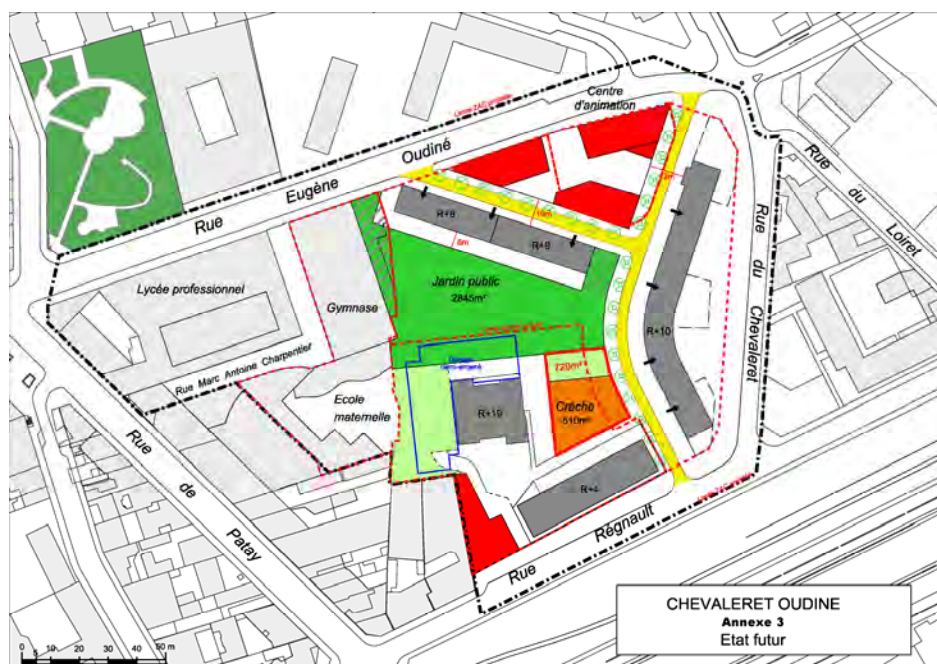 Centre
d'animation
Rue Eugène Oudiné
Rue du Loiret
Rue du Chevaleret
R+8
10m
R+8
6m
Lycée professionnel
Gymnase
Jardin public
2845m²
R+10
Rue Marc Antoine Charpentier
Ecole
maternelle
R+10
720m²
Crèche
510m²
R+4
Rue de Patay
Rue Régnault
CHEVALERET OUDINE
Annexe 3
Etat futur
0 5 10 20 30 40 50 m